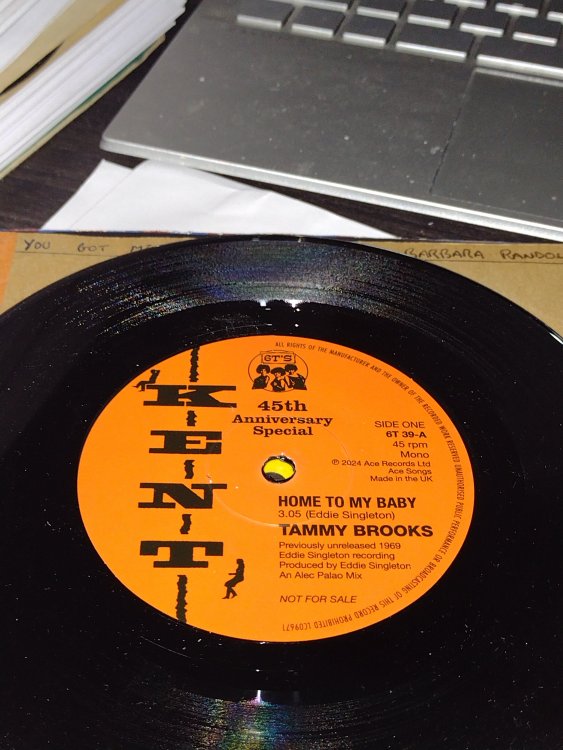 YOU GOT ME
BARBARA RANDOL
ALL RIGHTS OF THE MANUFACTURER AND THE OWNER OF THE RECORDED WORK RESERVED UNAUTHORISED PUBLIC PERFORMANCE OR BROADCASTING OF THIS RECORD PROHIBITED LC09671
6T'S
45th
Anniversary
Special
KENT
SIDE ONE
6T 39-A
45 rpm
Mono
℗ 2024 Ace Records Ltd
Ace Songs
Made in the UK
HOME TO MY BABY
3.05 (Eddie Singleton)
TAMMY BROOKS
Previously unreleased 1969
Eddie Singleton recording
Produced by Eddie Singleton
An Alec Palao Mix
NOT FOR SALE